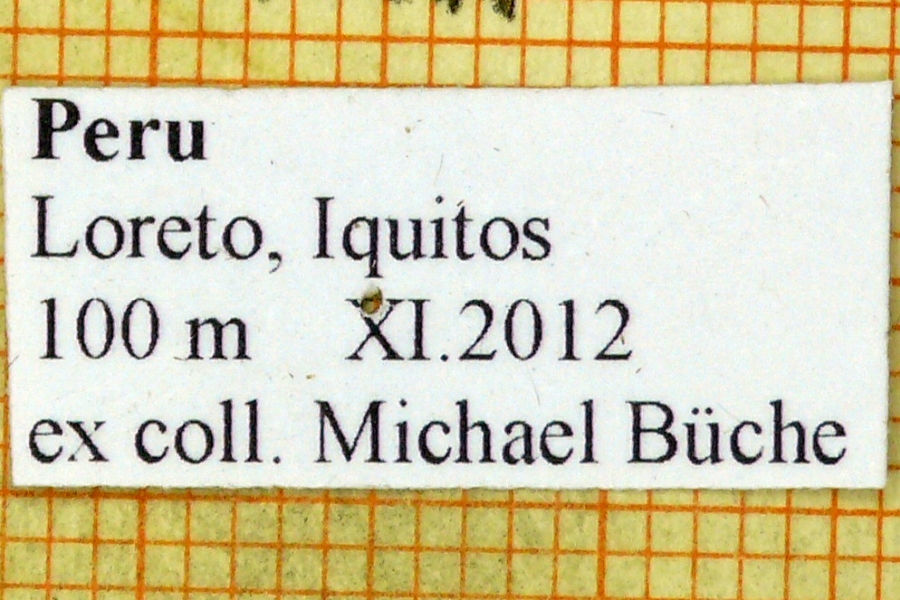 Peru
Loreto, Iquitos
100 m XI.2012
ex coll. Michael Büche